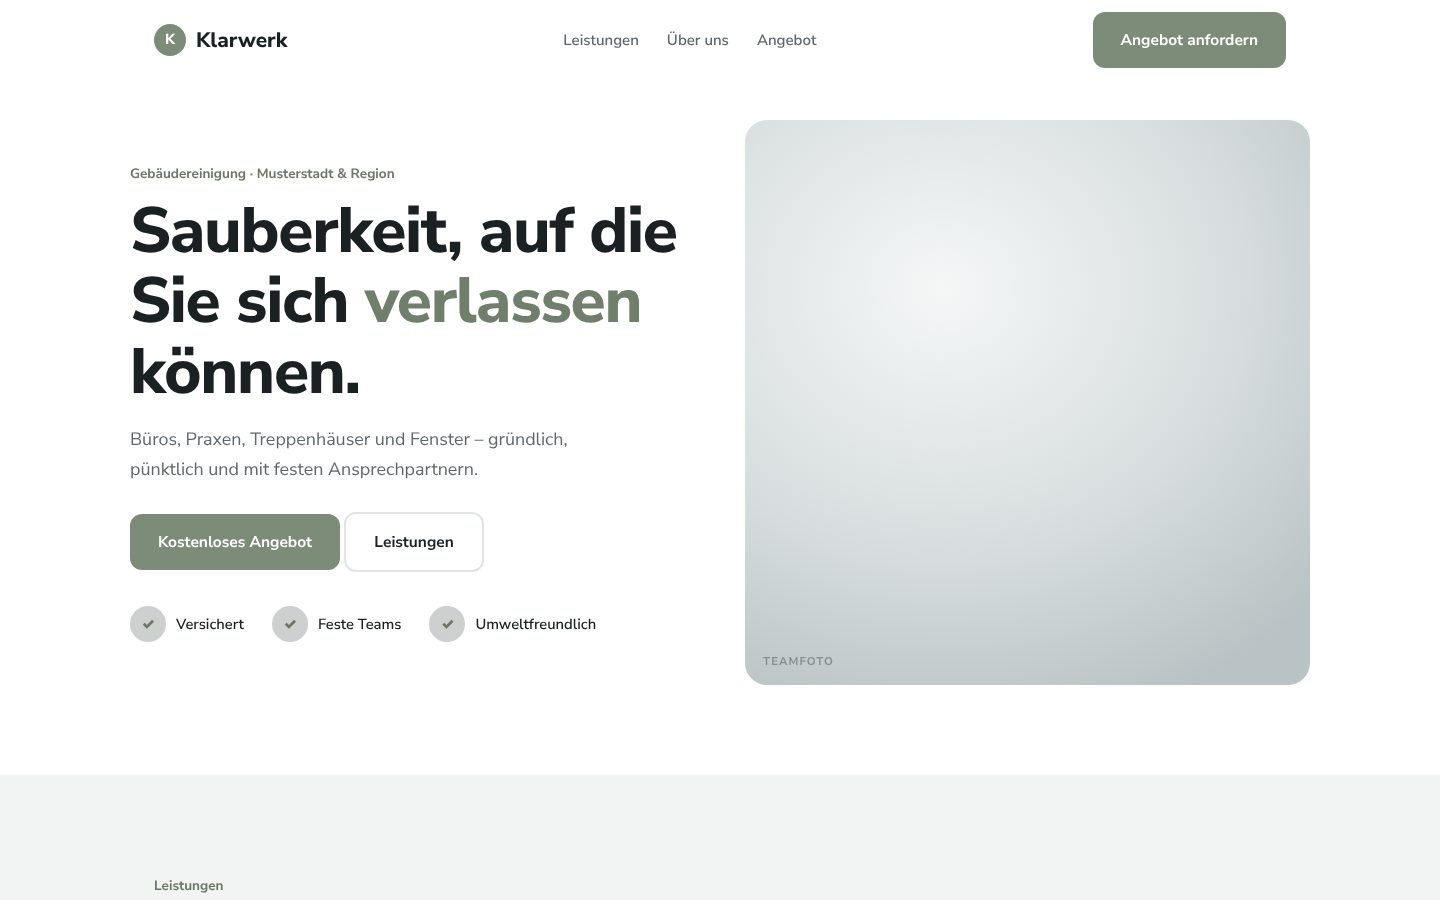 K Klarwerk
Leistungen Über uns Angebot
Angebot anfordern
Gebäudereinigung · Musterstadt & Region
Sauberkeit, auf die
Sie sich verlassen
können.
Büros, Praxen, Treppenhäuser und Fenster – gründlich,
pünktlich und mit festen Ansprechpartnern.
Kostenloses Angebot Leistungen
Versichert Feste Teams Umweltfreundlich
TEAMFOTO
Leistungen